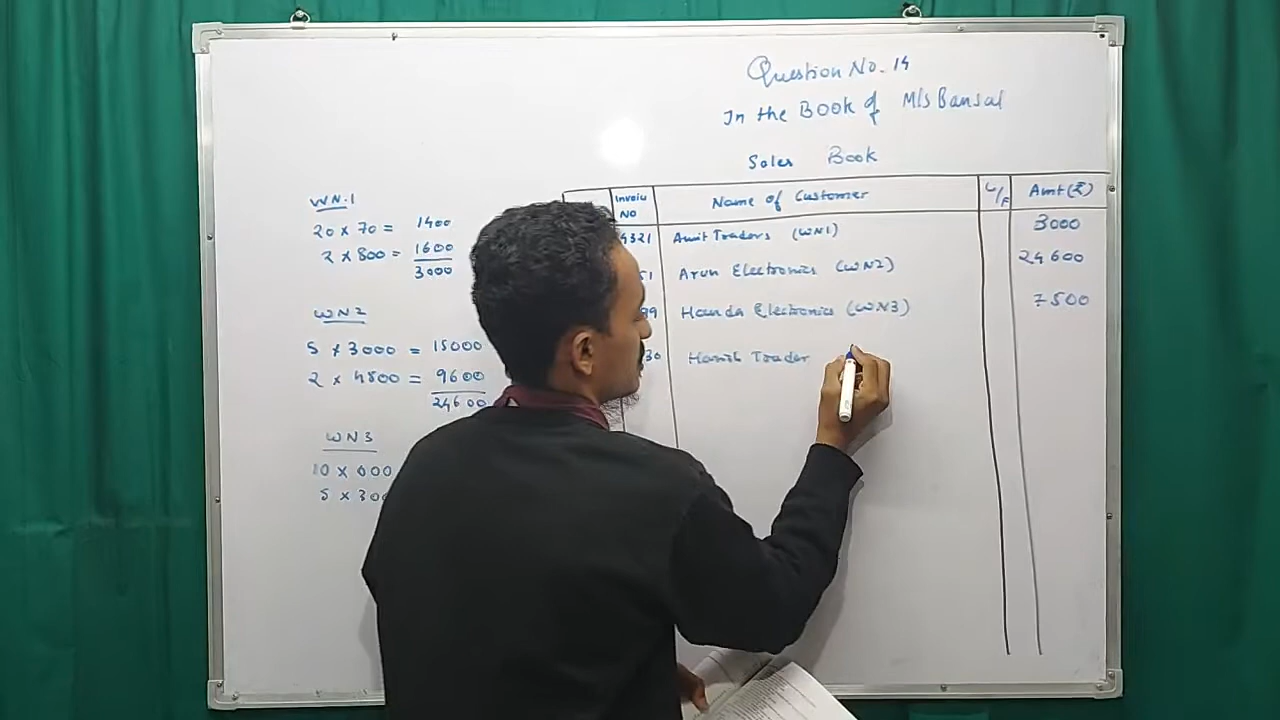 Question No. 14
In the Book of M/s Bansal
Sales Book
Invoice No Name of Customer L/F Amt (₹)
4321 Amit Traders (WN1) 3000
51 Arun Electronics (WN2) 24600
99 Handa Electronics (WN3) 7500
30 Harish Trader
WN.1
20 × 70 = 1400
2 × 800 = 1600
3000
WN2
5 × 3000 = 15000
2 × 4800 = 9600
24600
WN3
10 × 600
5 × 300